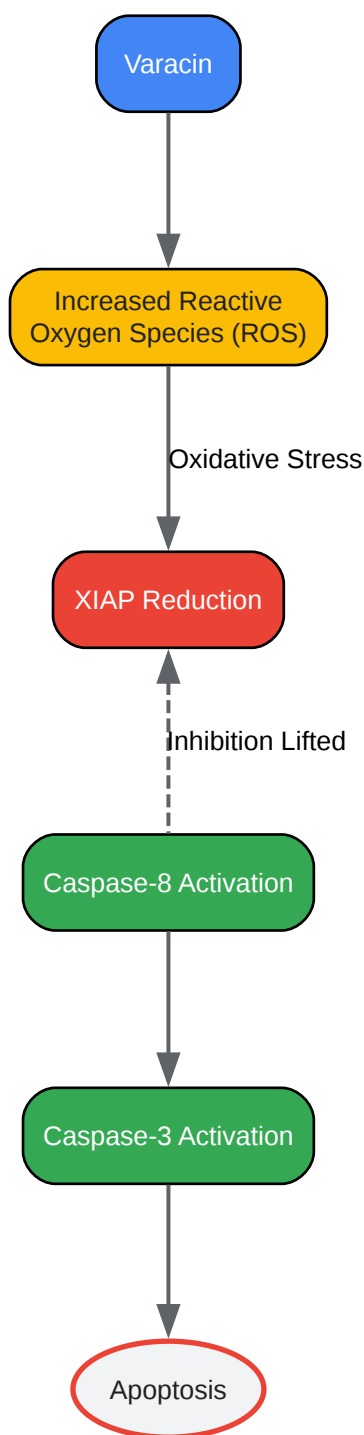 Varacin
Increased Reactive
Oxygen Species (ROS)
Oxidative Stress
XIAP Reduction
Inhibition Lifted
Caspase-8 Activation
Caspase-3 Activation
Apoptosis